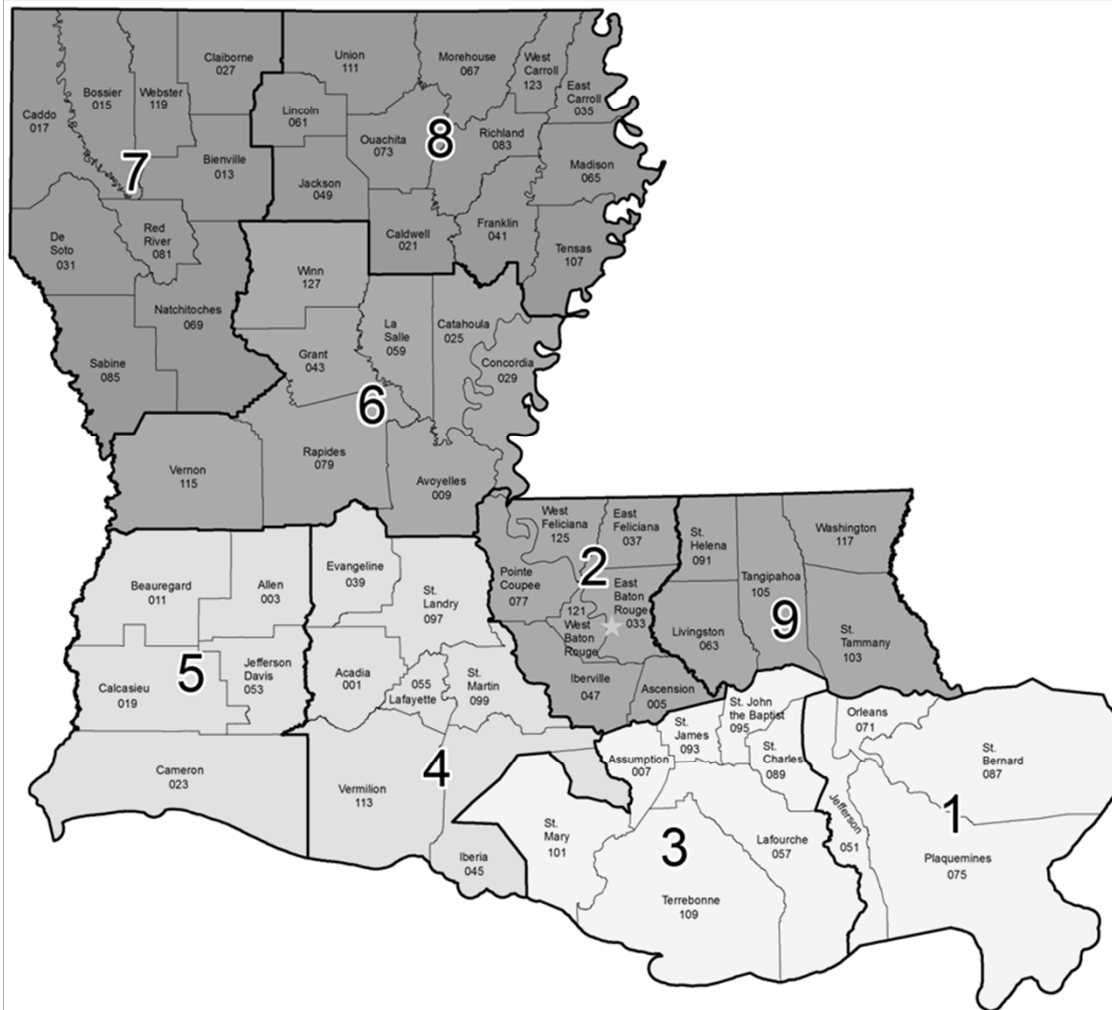 Claiborne
027
Union
111
Morehouse
067
West
Carroll
123
East
Carroll
035
Bossier
015
Webster
119
Caddo
017
Lincoln
061
Ouachita
073
8
Richland
083
7
Bienville
013
Madison
065
Jackson
049
Red
River
081
De
Soto
031
Caldwell
021
Franklin
041
Tensas
107
Winn
127
Natchitoches
069
La
Salle
059
Catahoula
025
Grant
043
Concordia
029
Sabine
085
6
Rapides
079
Vernon
115
Avoyelles
009
West
Feliciana
125
East
Feliciana
037
St.
Helena
091
Washington
117
Evangeline
039
Beauregard
011
Allen
003
Pointe
Coupee
077
2
East
Baton
Rouge
033
Tangipahoa
105
St.
Landry
097
121
West
Baton
Rouge
Livingston
063
9
St.
Tammany
103
5
Jefferson
Davis
053
Calcasieu
019
Acadia
001
055
Lafayette
St.
Martin
099
Iberville
047
Ascension
005
St. John
the Baptist
095
St.
James
093
Orleans
071
St.
Bernard
087
Cameron
023
Vermilion
113
4
Assumption
007
St.
Charles
089
St.
Mary
101
3
Lafourche
057
Jefferson
051
1
Plaquemines
075
Iberia
045
Terrebonne
109